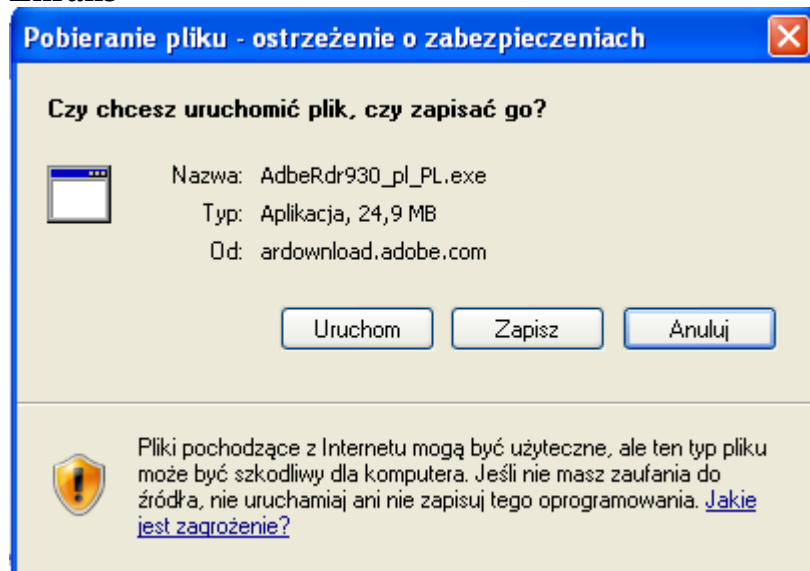 Pobieranie pliku - ostrzeżenie o zabezpieczeniach
Czy chcesz uruchomić plik, czy zapisać go?
Nazwa: AdbeRdr930_pl_PL.exe
Typ: Aplikacja, 24,9 MB
Od: ardownload.adobe.com
Uruchom Zapisz Anuluj
Pliki pochodzące z Internetu mogą być użyteczne, ale ten typ pliku
może być szkodliwy dla komputera. Jeśli nie masz zaufania do
źródła, nie uruchamiaj ani nie zapisuj tego oprogramowania. Jakie
jest zagrożenie?